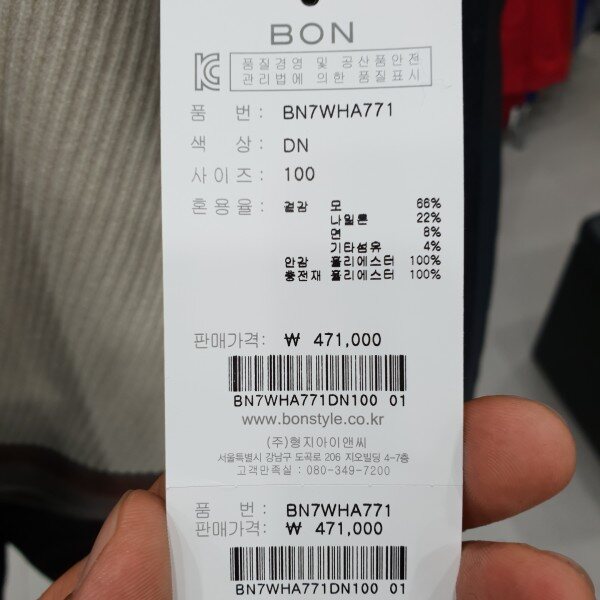 BON
품질경영 및 공산품안전
관리법에 의한 품질표시
품 번 : BN7WHA771
색 상 : DN
사이즈 : 100
혼용율 : 겉감 모 66%
나일론 22%
면 8%
기타섬유 4%
안감 폴리에스터 100%
충전재 폴리에스터 100%
판매가격: ₩ 471,000
BN7WHA771DN100 01
www.bonstyle.co.kr
(주)형지아이앤씨
서울특별시 강남구 도곡로 206 지오빌딩 4-7층
고객만족실 : 080-349-7200
품 번 : BN7WHA771
판매가격: ₩ 471,000
BN7WHA771DN100 01